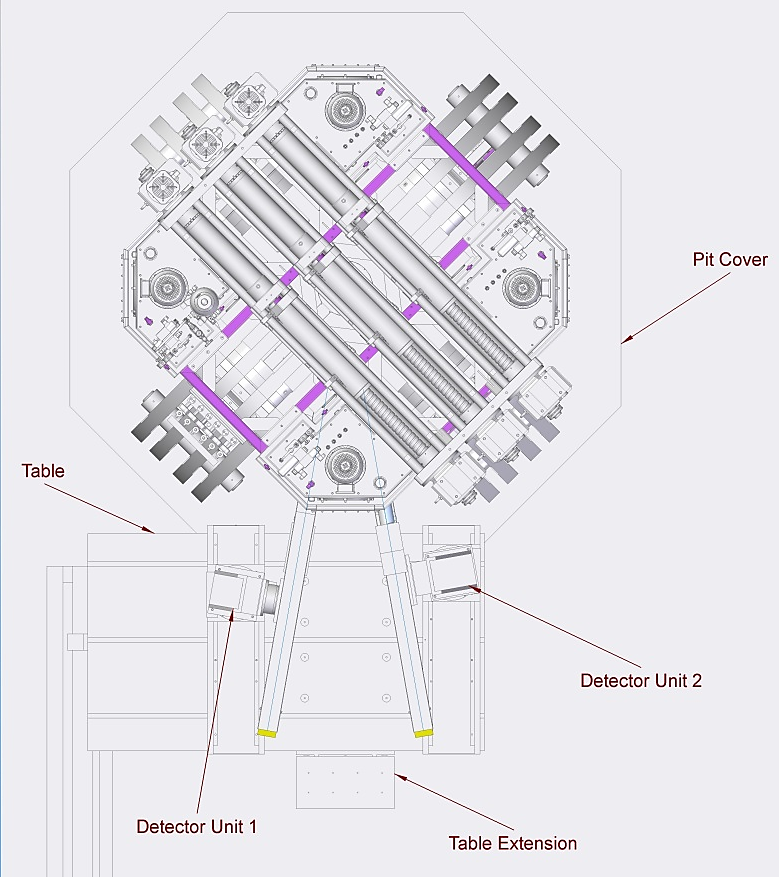 Pit Cover
Table
Detector Unit 2
Detector Unit 1
Table Extension